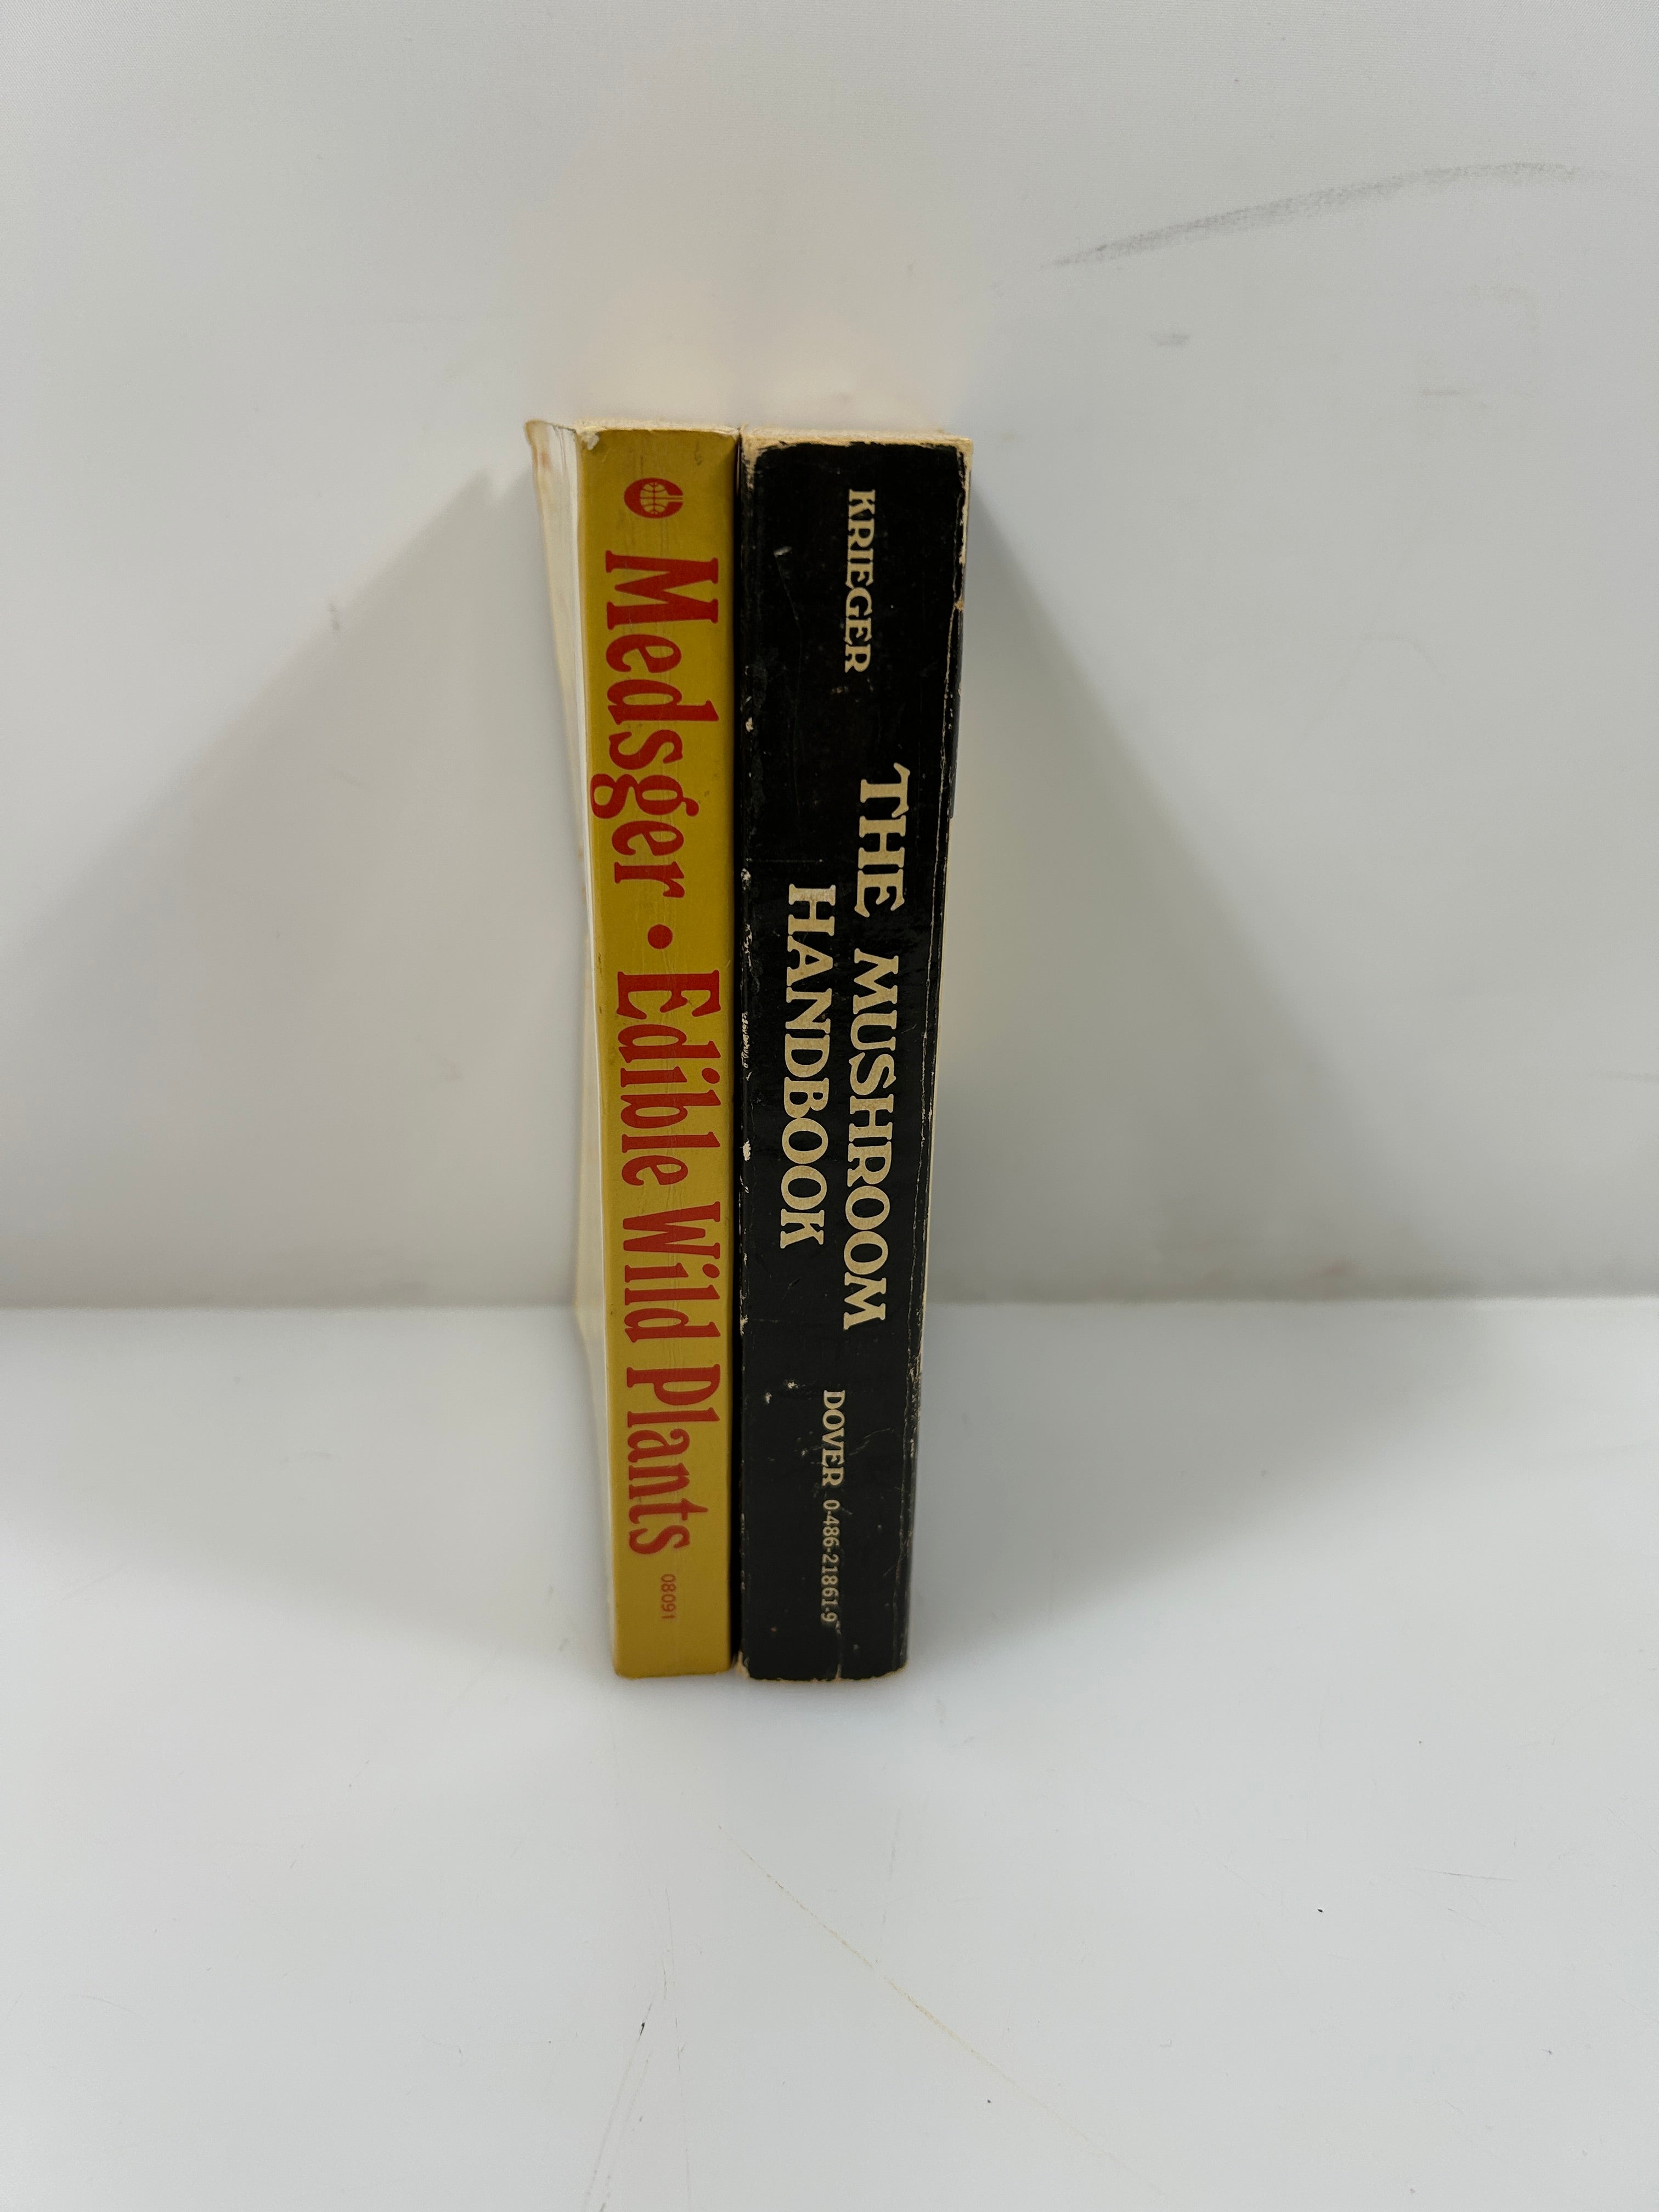 Medsger • Edible Wild Plants 08091
KRIEGER
THE MUSHROOM
HANDBOOK
DOVER 0-486-21861-9